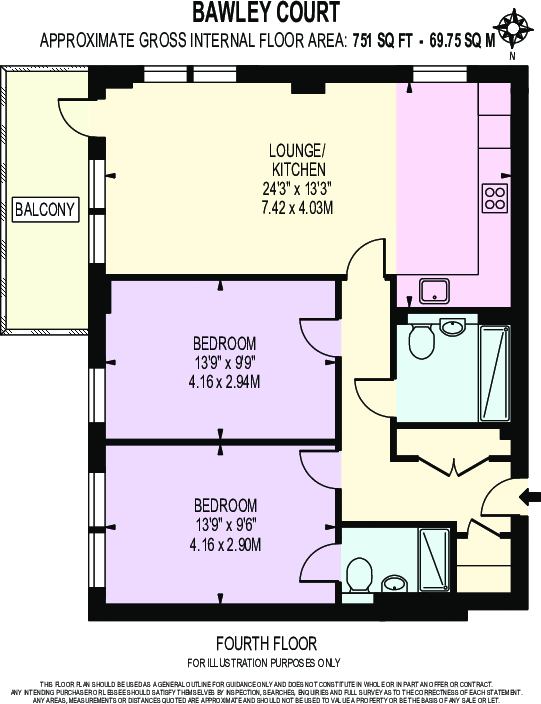 BAWLEY COURT
APPROXIMATE GROSS INTERNAL FLOOR AREA: 751 SQ FT - 69.75 SQ M
N
LOUNGE/
KITCHEN
24'3" x 13'3"
7.42 x 4.03M
BALCONY
BEDROOM
13'9" x 9'9"
4.16 x 2.94M
BEDROOM
13'9" x 9'6"
4.16 x 2.90M
FOURTH FLOOR
FOR ILLUSTRATION PURPOSES ONLY
THIS FLOOR PLAN SHOULD BE USED AS A GENERAL OUTLINE FOR GUIDANCE ONLY AND DOES NOT CONSTITUTE IN WHOLE OR IN PART AN OFFER OR CONTRACT.
ANY INTENDING PURCHASER OR LESSEE SHOULD SATISFY THEMSELVES BY INSPECTION, SEARCHES, ENQUIRIES AND FULL SURVEY AS TO THE CORRECTNESS OF EACH STATEMENT.
ANY AREAS, MEASUREMENTS OR DISTANCES QUOTED ARE APPROXIMATE AND SHOULD NOT BE USED TO VALUE A PROPERTY OR BE THE BASIS OF ANY SALE OR LET.